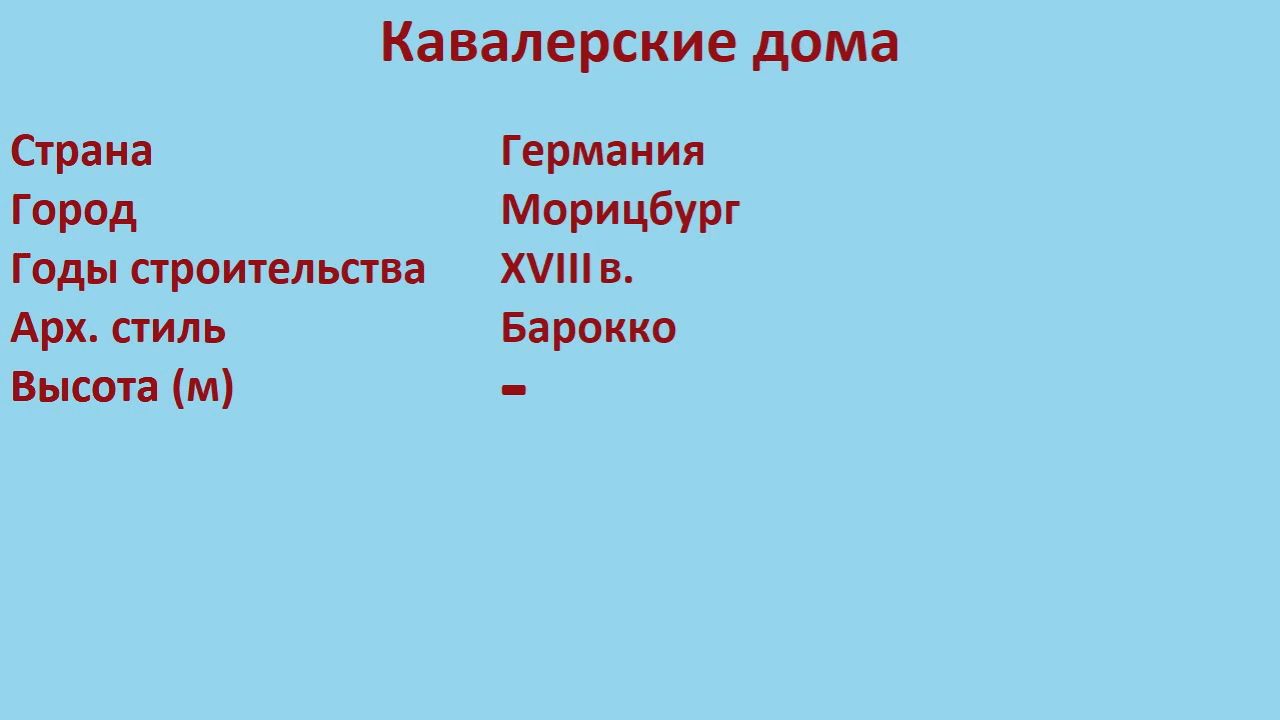 Кавалерские дома
Страна Германия
Город Морицбург
Годы строительства XVIII в.
Арх. стиль Барокко
Высота (м) -